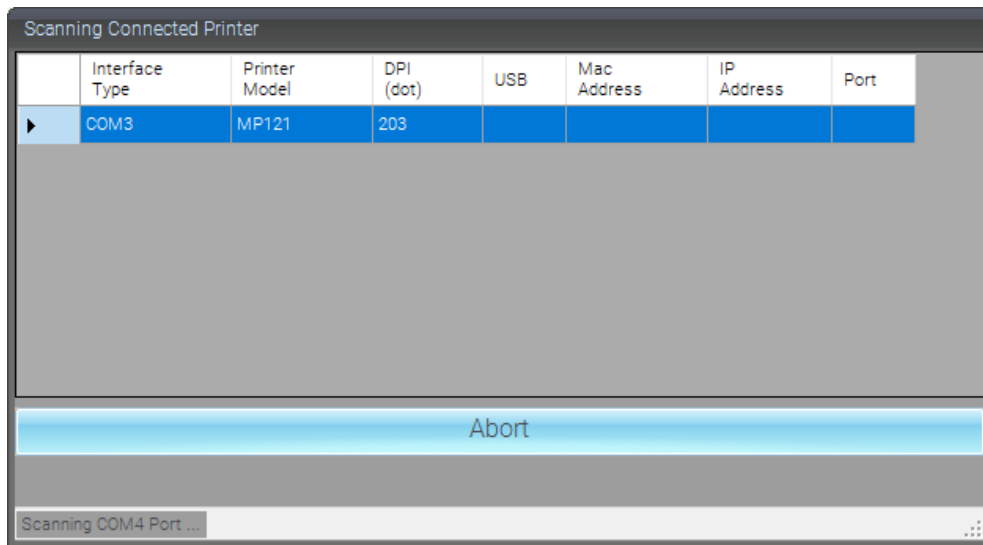 Scanning Connected Printer
Interface Type Printer Model DPI (dot) USB Mac Address IP Address Port
COM3 MP121 203
Abort
Scanning COM4 Port ...